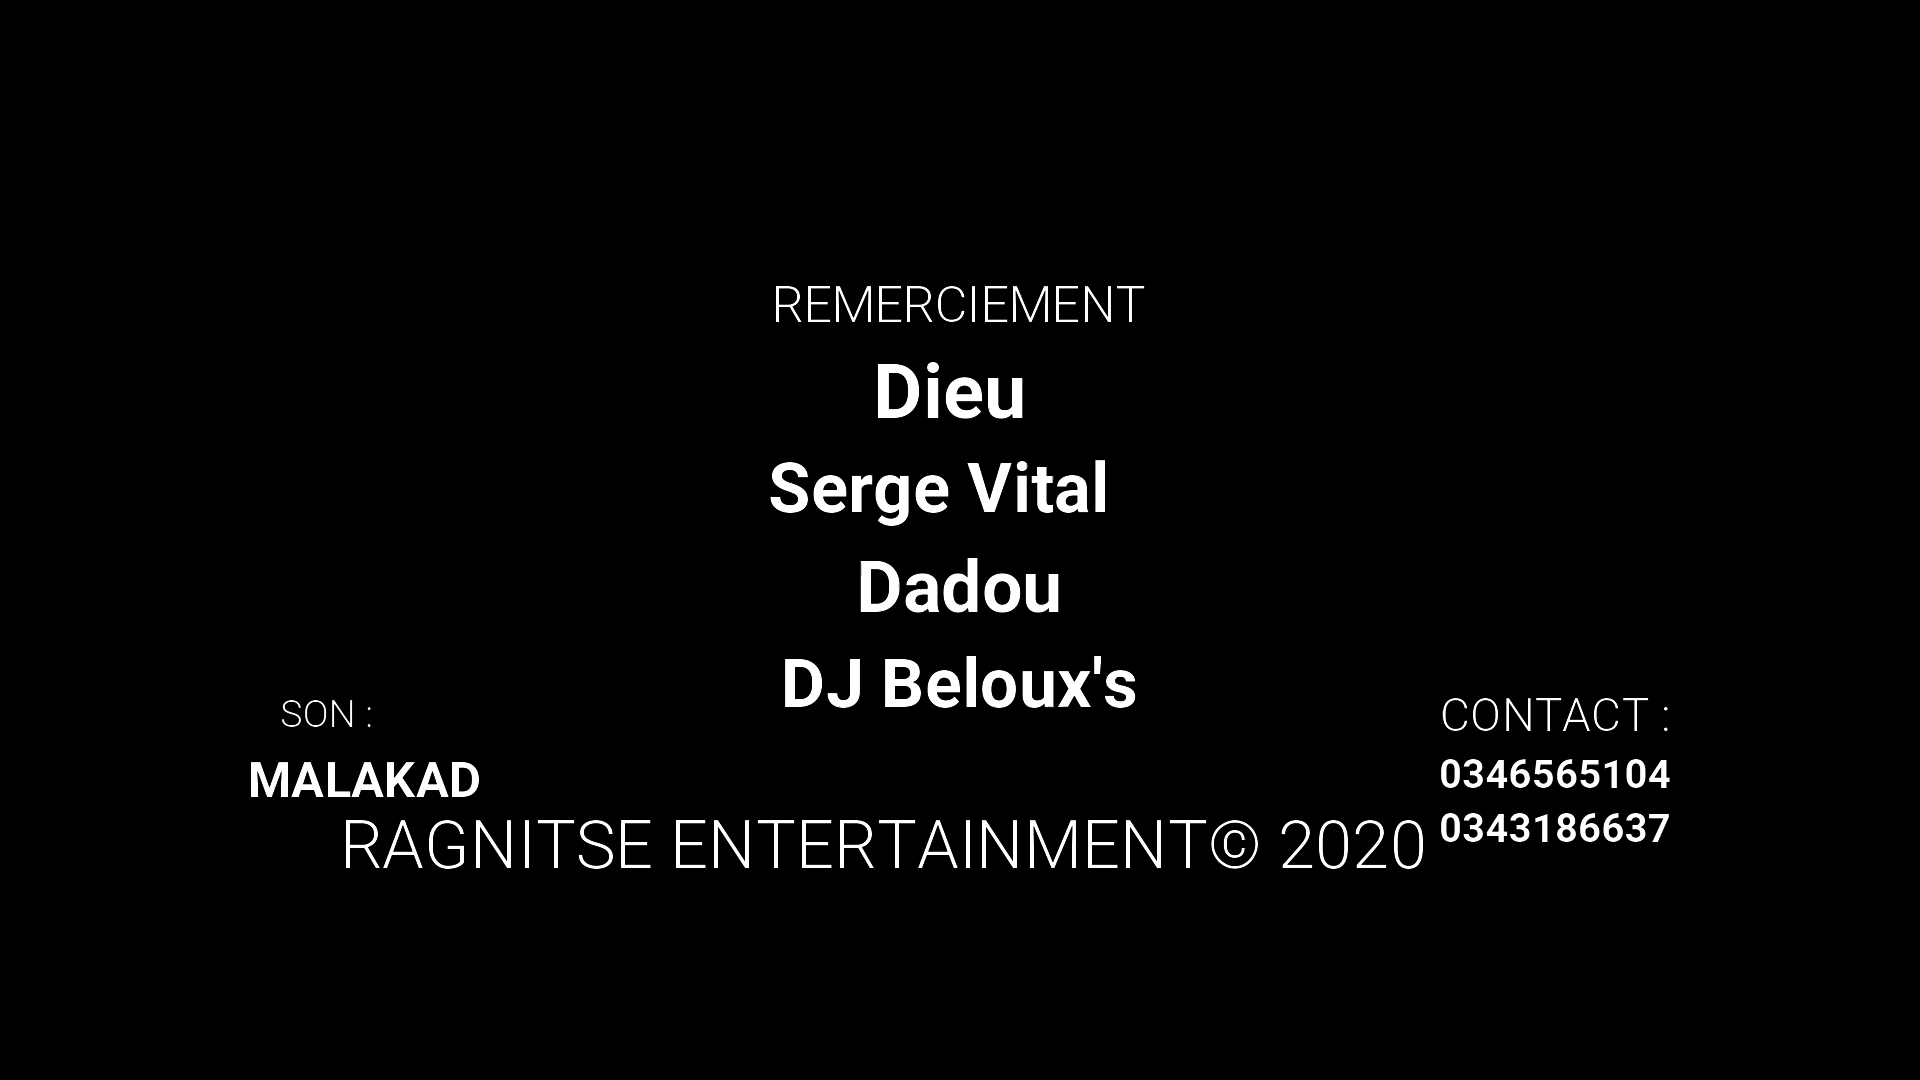 REMERCIEMENT
Dieu
Serge Vital
Dadou
DJ Beloux's
SON :
MALAKAD
CONTACT :
0346565104
0343186637
RAGNITSE ENTERTAINMENT© 2020